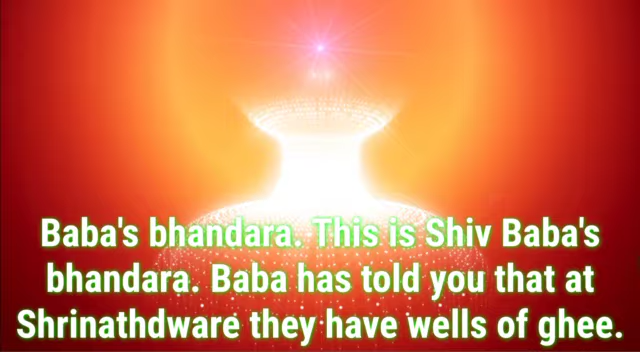 Baba's bhandara. This is Shiv Baba's
bhandara. Baba has told you that at
Shrinathdware they have wells of ghee.